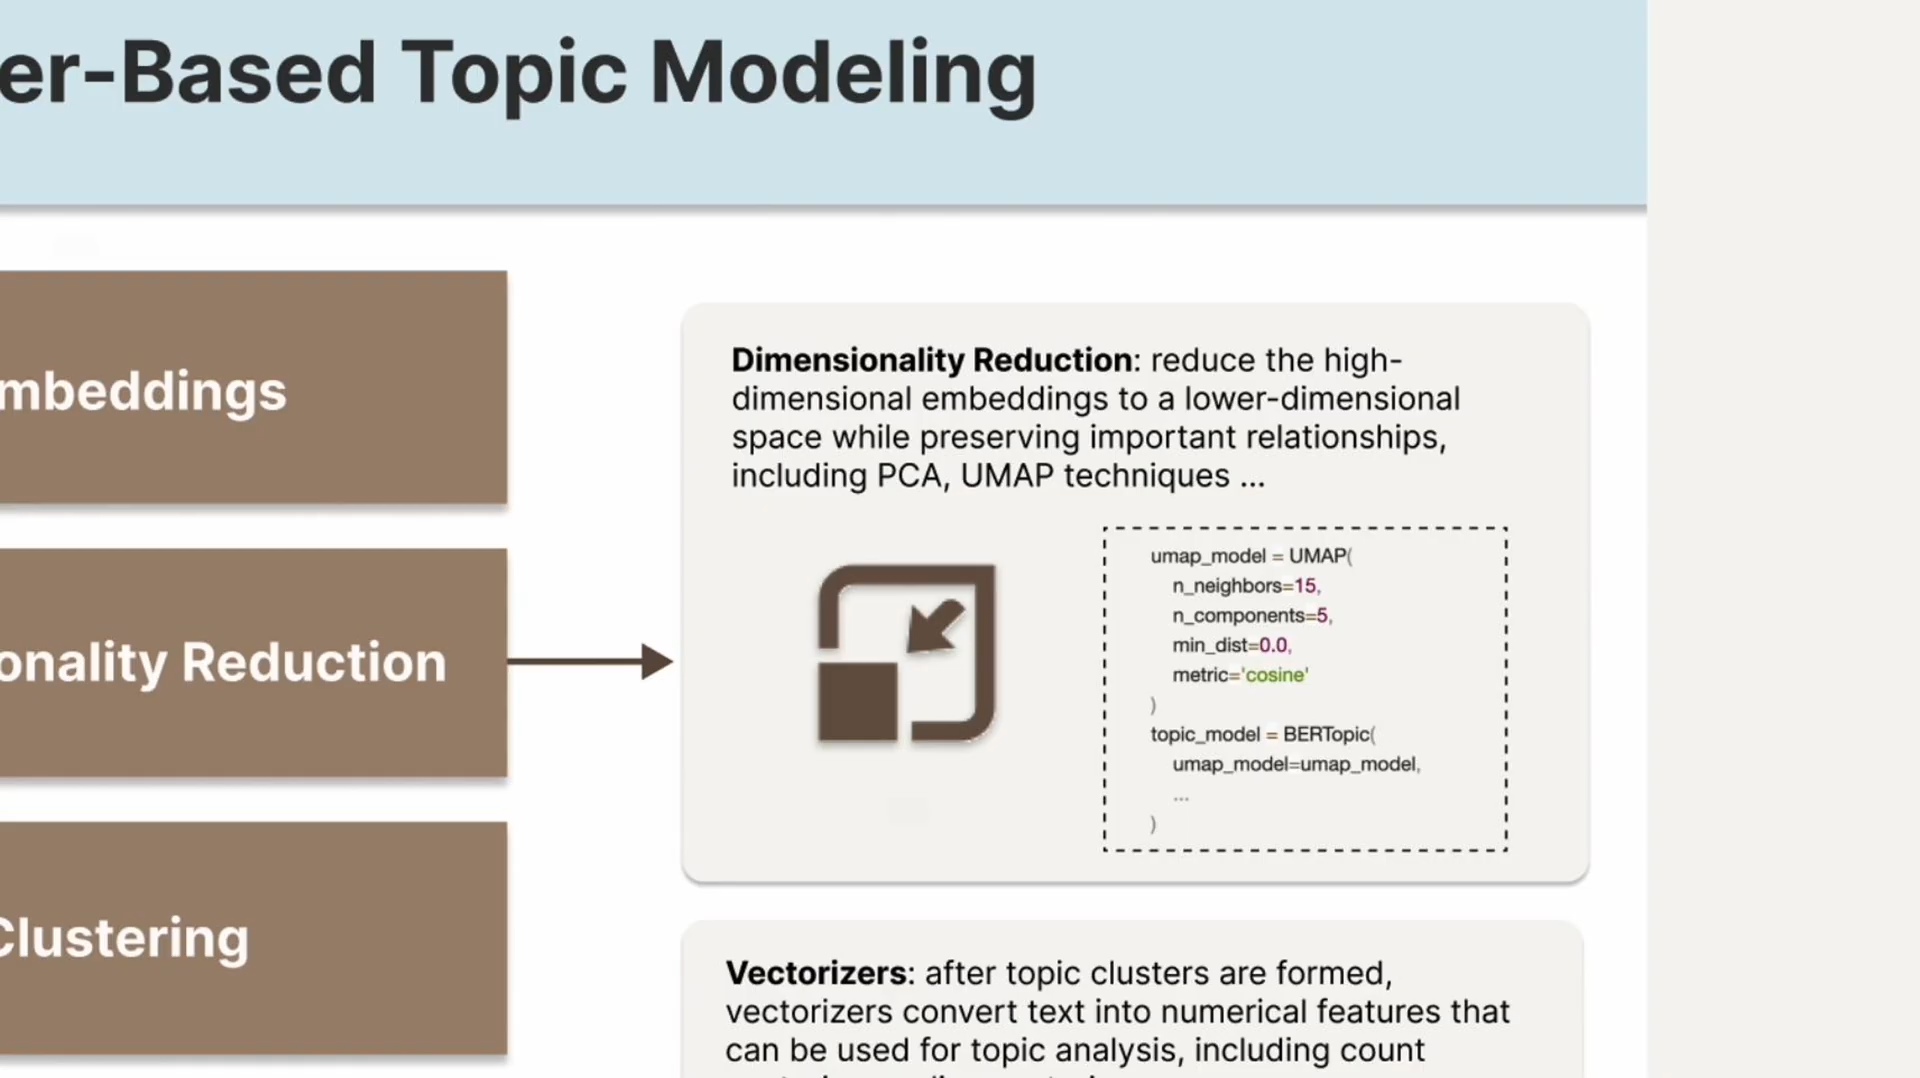 er-Based Topic Modeling
mbeddings
onality Reduction
Clustering
Dimensionality Reduction: reduce the high-
dimensional embeddings to a lower-dimensional
space while preserving important relationships,
including PCA, UMAP techniques ...
umap_model = UMAP(
n_neighbors=15,
n_components=5,
min_dist=0.0,
metric='cosine'
)
topic_model = BERTopic(
umap_model=umap_model,
...
)
Vectorizers: after topic clusters are formed,
vectorizers convert text into numerical features that
can be used for topic analysis, including count